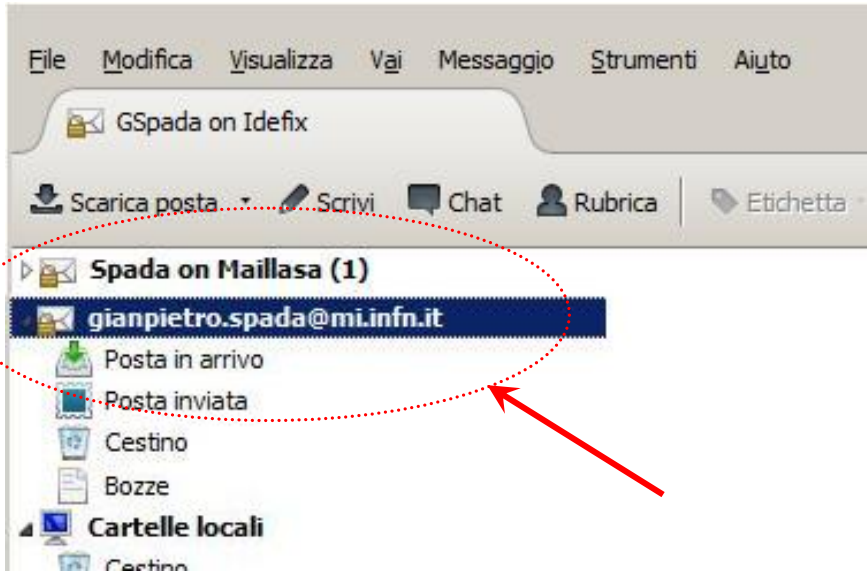 File Modifica Visualizza Vai Messaggio Strumenti Aiuto
GSpada on Idefix
Scarica posta Scrivi Chat Rubrica Etichetta
Spada on Maillasa (1)
gianpietro.spada@mi.infn.it
Posta in arrivo
Posta inviata
Cestino
Bozze
Cartelle locali
Cestino